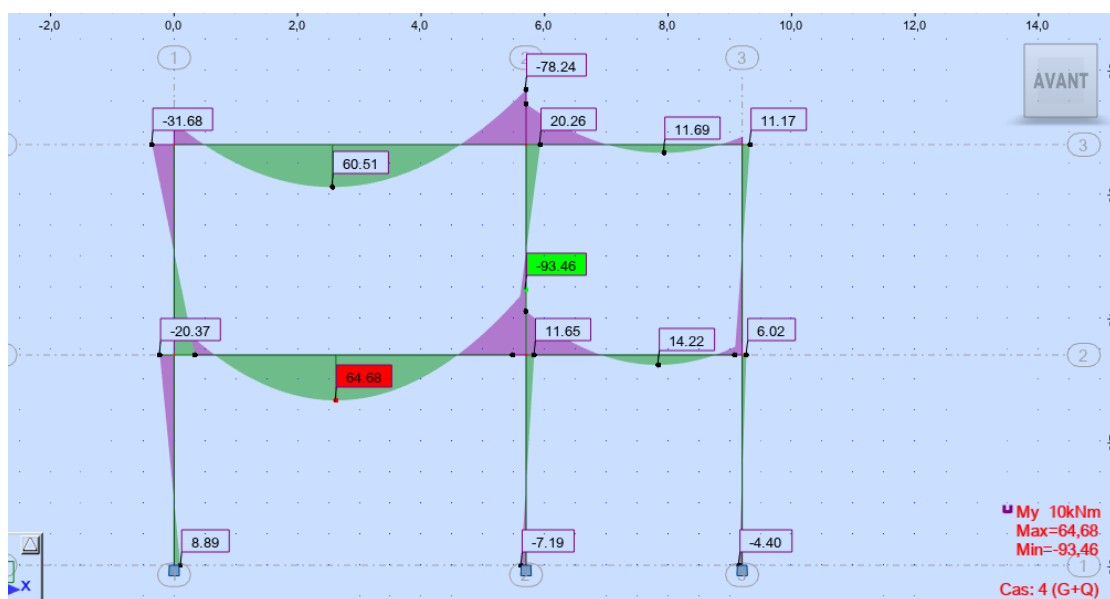 -2,0 0,0 2,0 4,0 6,0 8,0 10,0 12,0 14,0
1 2 3
AVANT
-78.24
-31.68 20.26 11.69 11.17
3
60.51
-93.46
-20.37 11.65 14.22 6.02
2
64.68
8.89 -7.19 -4.40
My 10kNm
Max=64,68
Min=-93,46
1
Cas: 4 (G+Q)
X